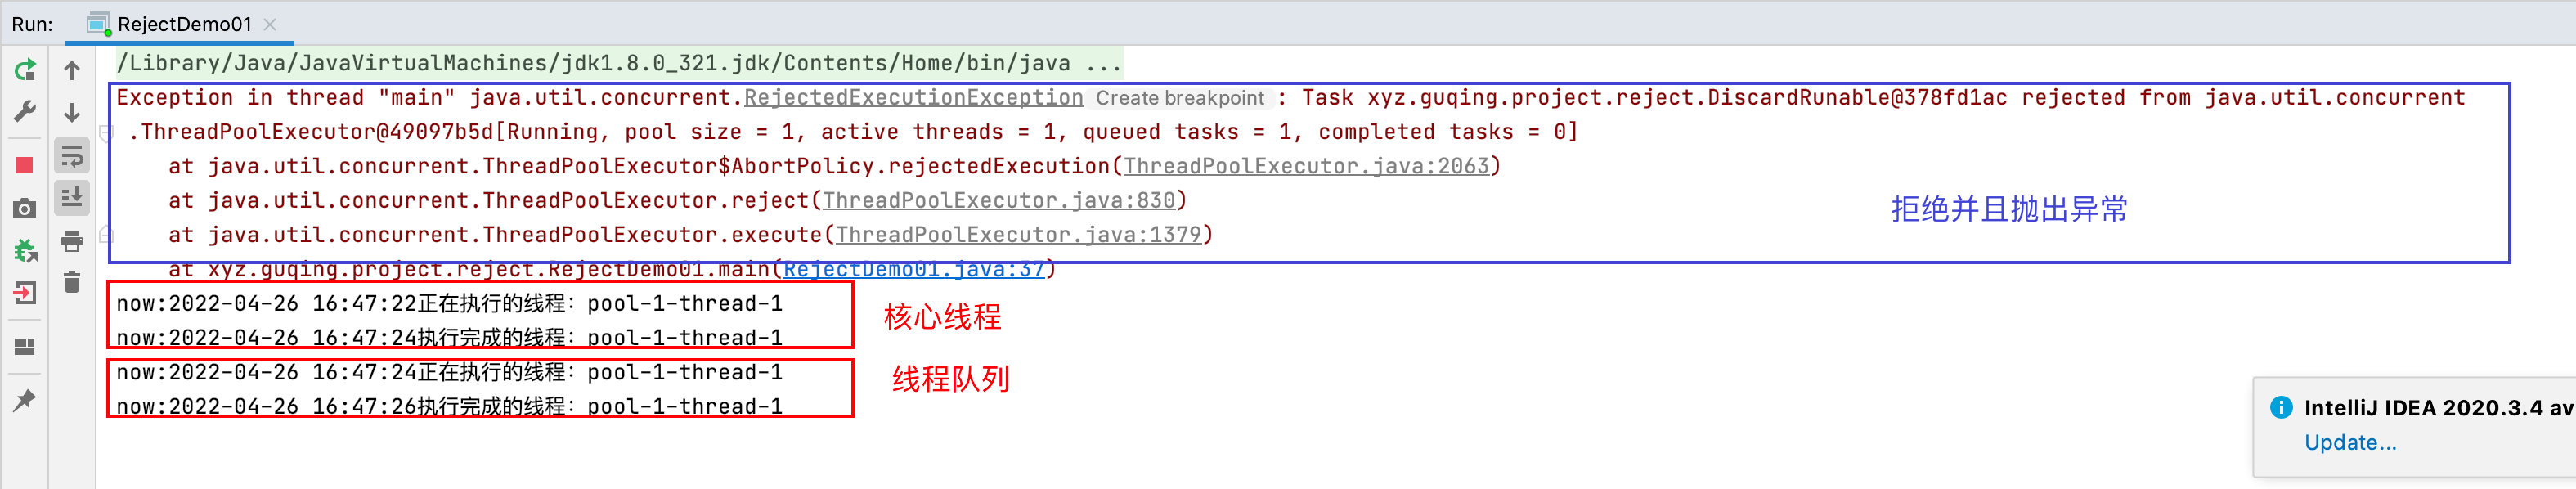 Run: RejectDemo01
/Library/Java/JavaVirtualMachines/jdk1.8.0_321.jdk/Contents/Home/bin/java ...
Exception in thread "main" java.util.concurrent.RejectedExecutionException Create breakpoint : Task xyz.guqing.project.reject.DiscardRunable@378fd1ac rejected from java.util.concurrent
.ThreadPoolExecutor@49097b5d[Running, pool size = 1, active threads = 1, queued tasks = 1, completed tasks = 0]
at java.util.concurrent.ThreadPoolExecutor$AbortPolicy.rejectedExecution(ThreadPoolExecutor.java:2063)
at java.util.concurrent.ThreadPoolExecutor.reject(ThreadPoolExecutor.java:830)
拒绝并且抛出异常
at java.util.concurrent.ThreadPoolExecutor.execute(ThreadPoolExecutor.java:1379)
at xyz.guqing.project.reject.RejectDemo01.main(RejectDemo01.java:37)
now:2022-04-26 16:47:22正在执行的线程: pool-1-thread-1
核心线程
now:2022-04-26 16:47:24执行完成的线程: pool-1-thread-1
now:2022-04-26 16:47:24正在执行的线程: pool-1-thread-1
线程队列
now:2022-04-26 16:47:26执行完成的线程: pool-1-thread-1
IntelliJ IDEA 2020.3.4 av
Update...